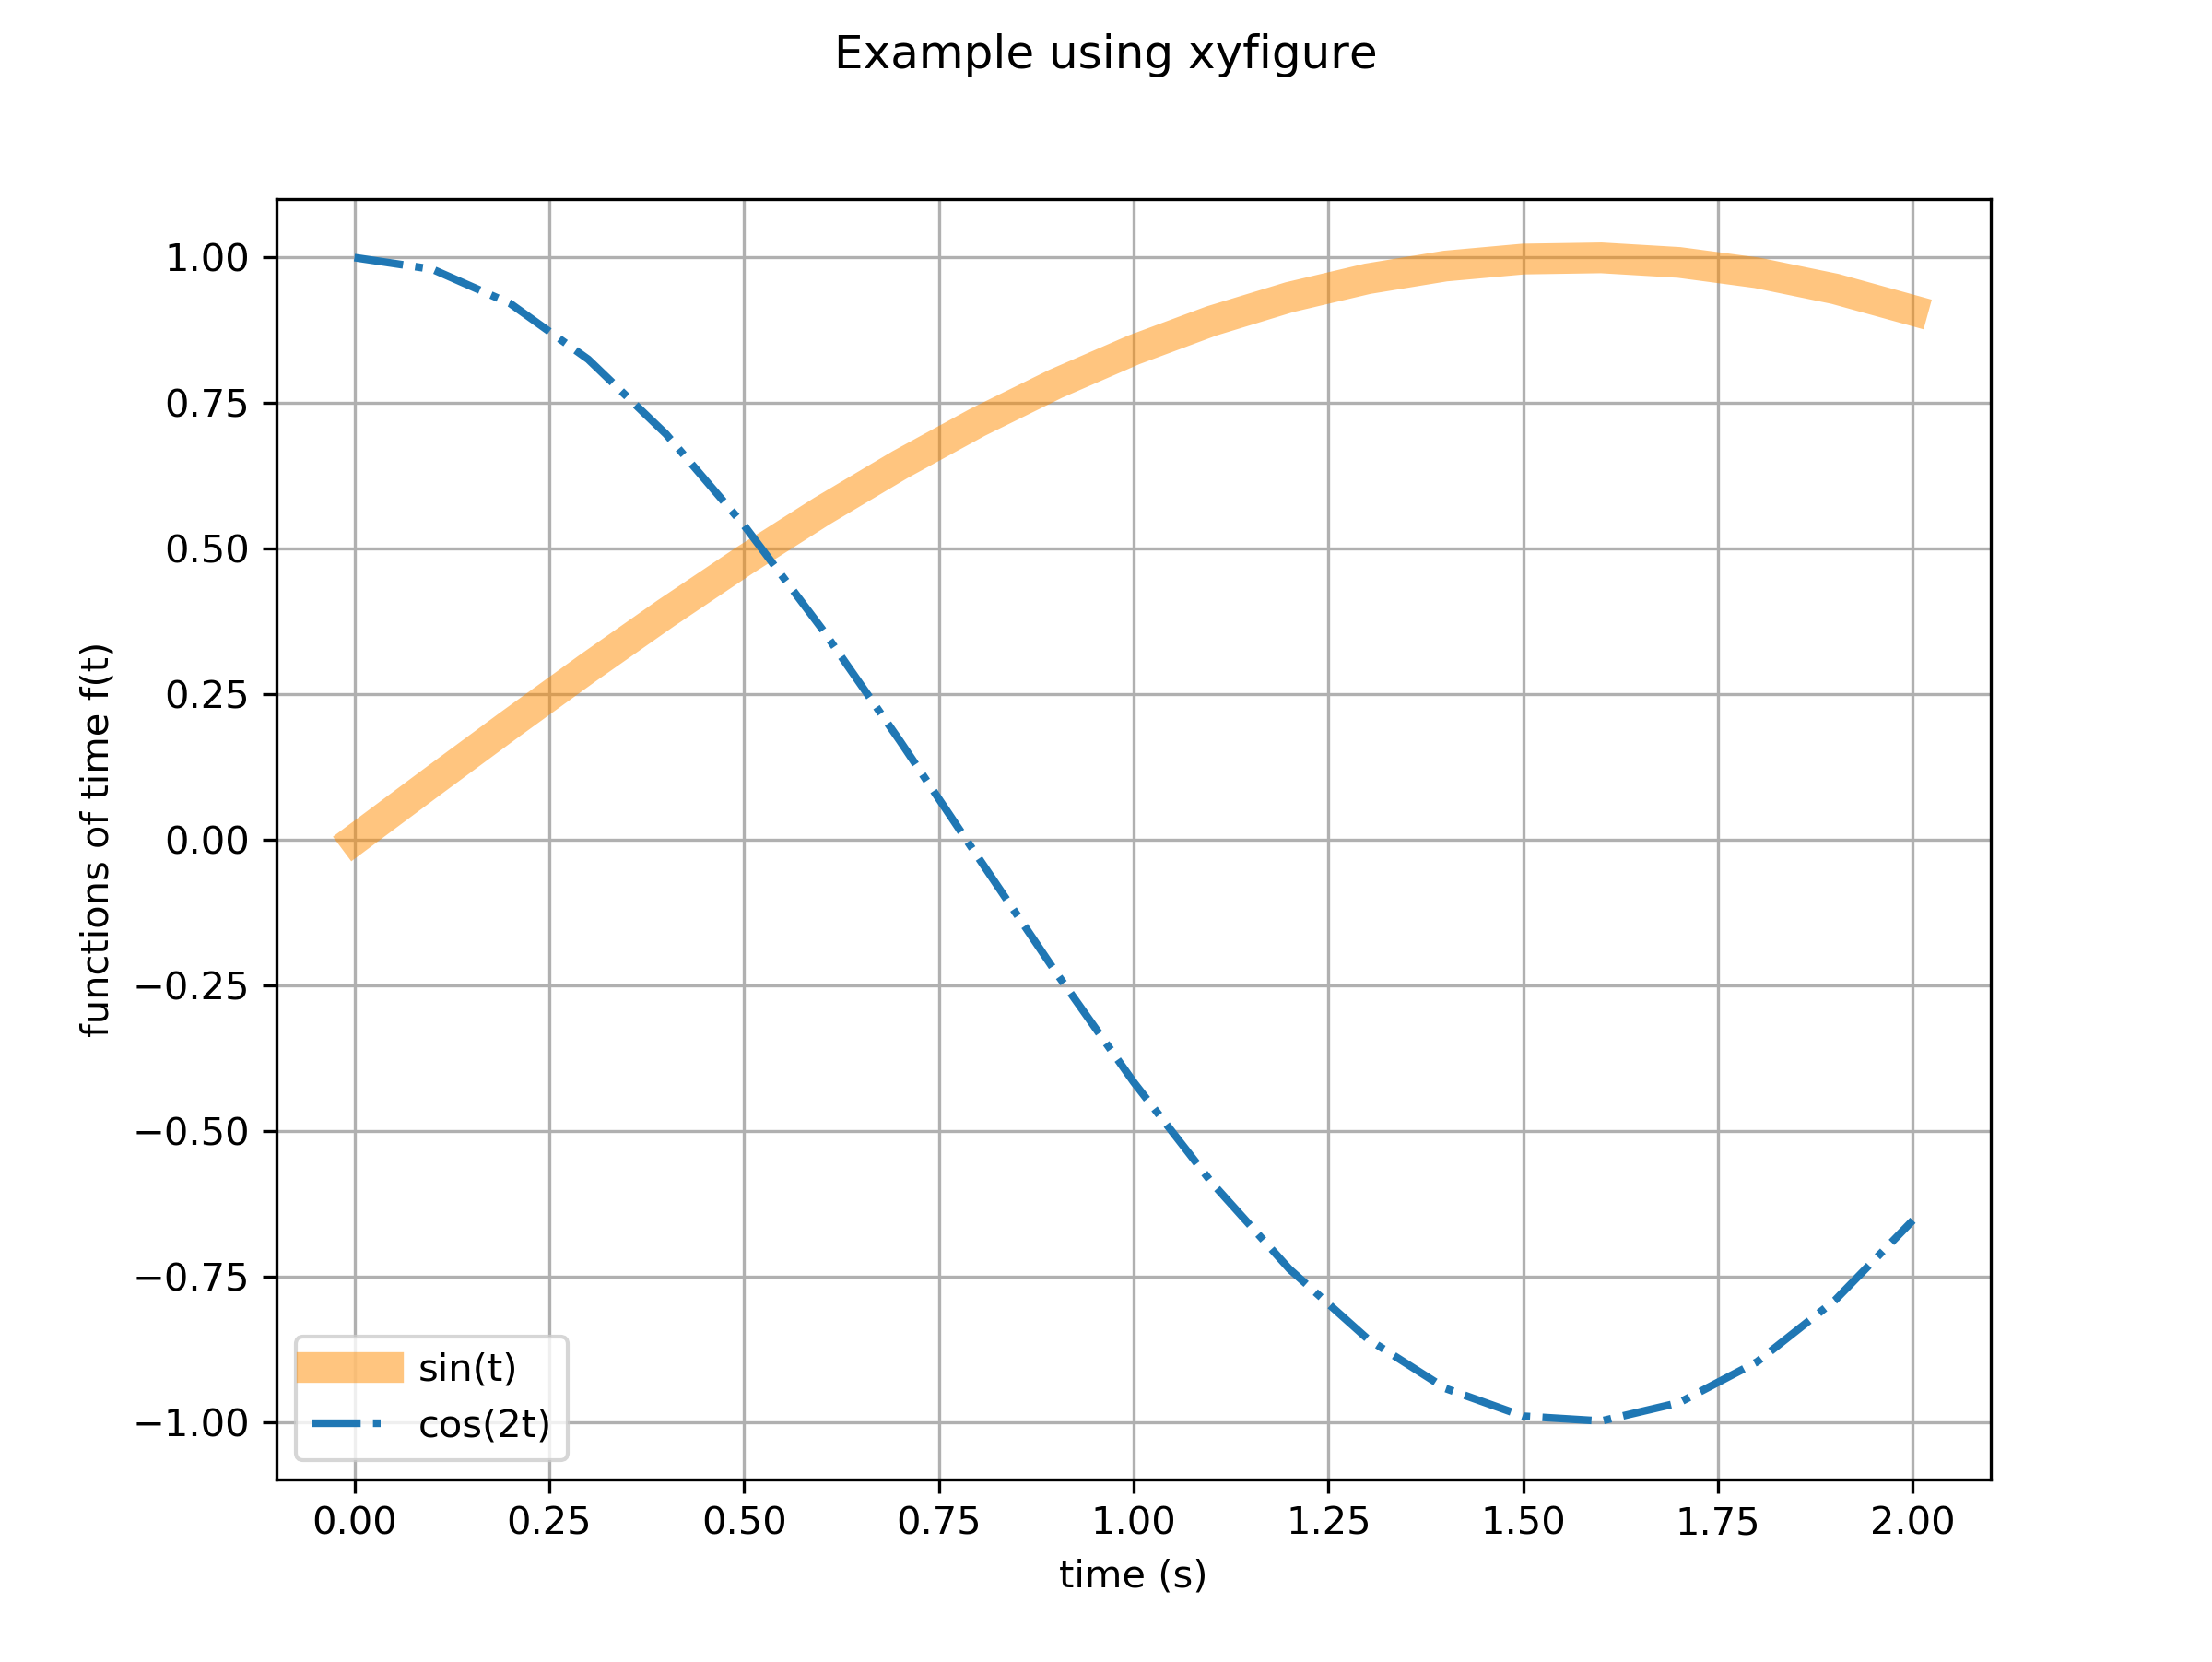 Example using xyfigure
functions of time f(t)
1.00
0.75
0.50
0.25
0.00
−0.25
−0.50
−0.75
−1.00
sin(t)
cos(2t)
0.00 0.25 0.50 0.75 1.00 1.25 1.50 1.75 2.00
time (s)